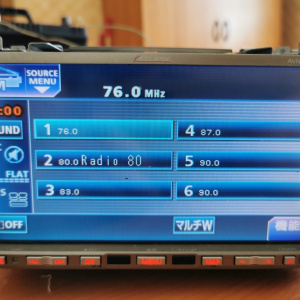 SOURCE
MENU
76.0 MHz
:00
1 76.0
4 87.0
UND
2 80.0 Radio 80
5 90.0
FLAT
3 83.0
6 90.0
OFF
マルチW
機能